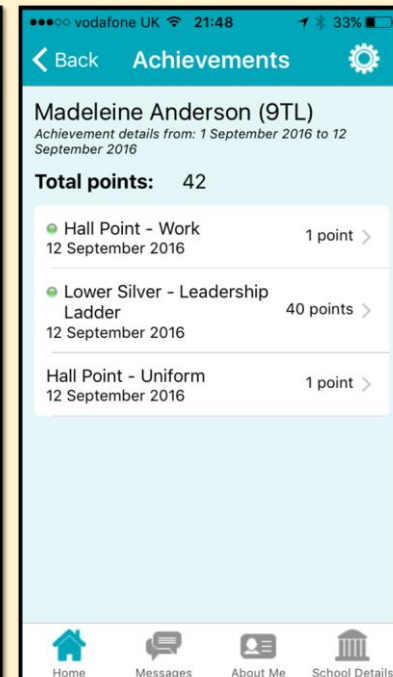 vodafone UK 21:48 33%
Back Achievements
Madeleine Anderson (9TL)
Achievement details from: 1 September 2016 to 12
September 2016
Total points: 42
Hall Point - Work 1 point
12 September 2016
Lower Silver - Leadership
Ladder 40 points
12 September 2016
Hall Point - Uniform 1 point
12 September 2016
Home Messages About Me School Details